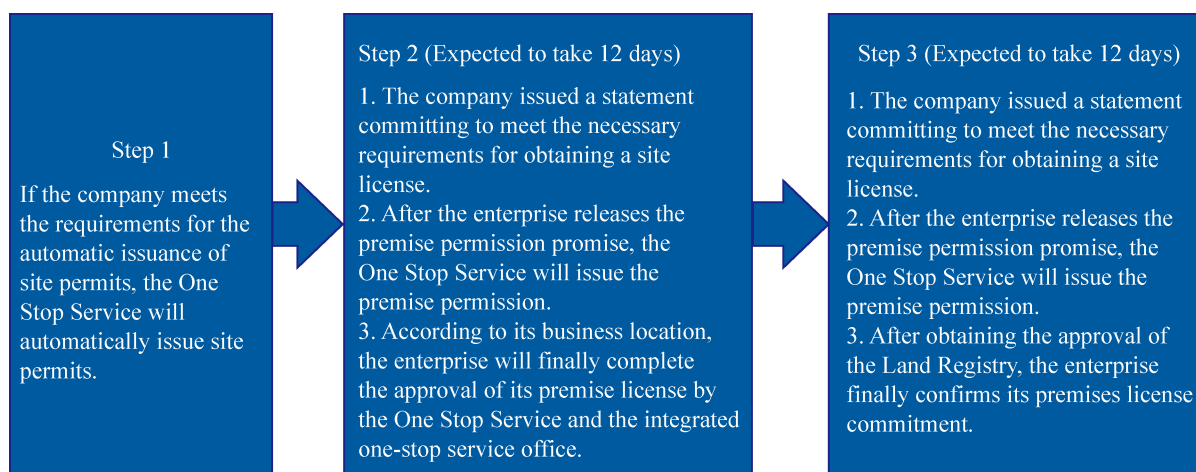 Step 1
If the company meets
the requirements for the
automatic issuance of
site permits, the One
Stop Service will
automatically issue site
permits.
Step 2 (Expected to take 12 days)
1. The company issued a statement
committing to meet the necessary
requirements for obtaining a site
license.
2. After the enterprise releases the
premise permission promise, the
One Stop Service will issue the
premise permission.
3. According to its business location,
the enterprise will finally complete
the approval of its premise license by
the One Stop Service and the integrated
one-stop service office.
Step 3 (Expected to take 12 days)
1. The company issued a statement
committing to meet the necessary
requirements for obtaining a site
license.
2. After the enterprise releases the
premise permission promise, the
One Stop Service will issue the
premise permission.
3. After obtaining the approval of
the Land Registry, the enterprise
finally confirms its premises license
commitment.